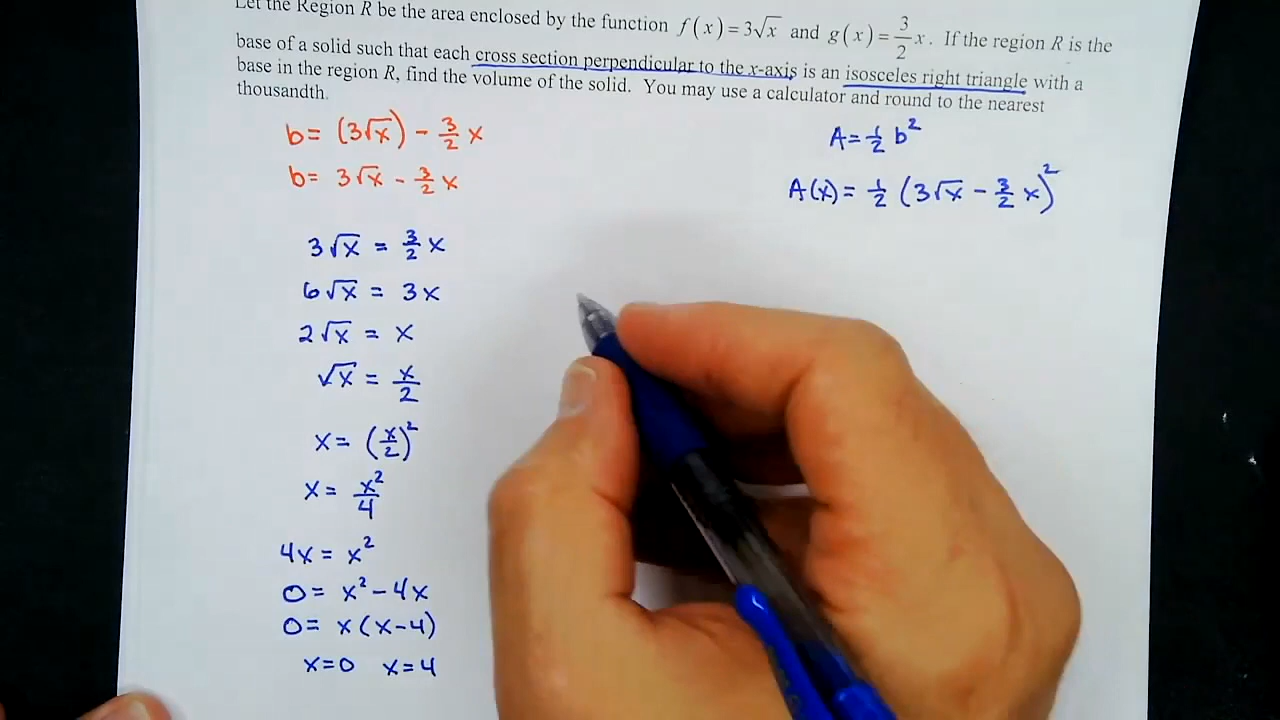 Let the Region R be the area enclosed by the function f(x) = 3√x and g(x) = 3/2 x. If the region R is the
base of a solid such that each cross section perpendicular to the x-axis is an isosceles right triangle with a
base in the region R, find the volume of the solid. You may use a calculator and round to the nearest
thousandth.
b = (3√x) - 3/2 x
b = 3√x - 3/2 x
3√x = 3/2 x
6√x = 3x
2√x = x
√x = x/2
x = (x/2)²
x = x²/4
4x = x²
0 = x² - 4x
0 = x(x-4)
x=0 x=4
A = 1/2 b²
A(x) = 1/2 (3√x - 3/2 x)²